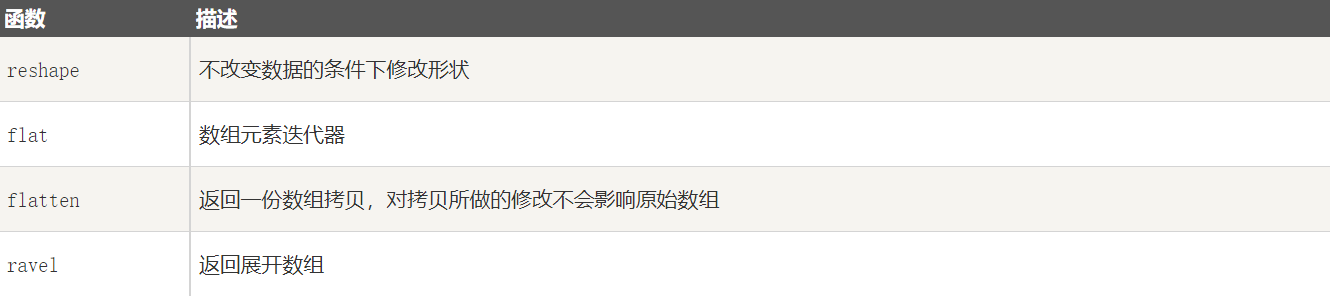 函数 描述
reshape 不改变数据的条件下修改形状
flat 数组元素迭代器
flatten 返回一份数组拷贝，对拷贝所做的修改不会影响原始数组
ravel 返回展开数组